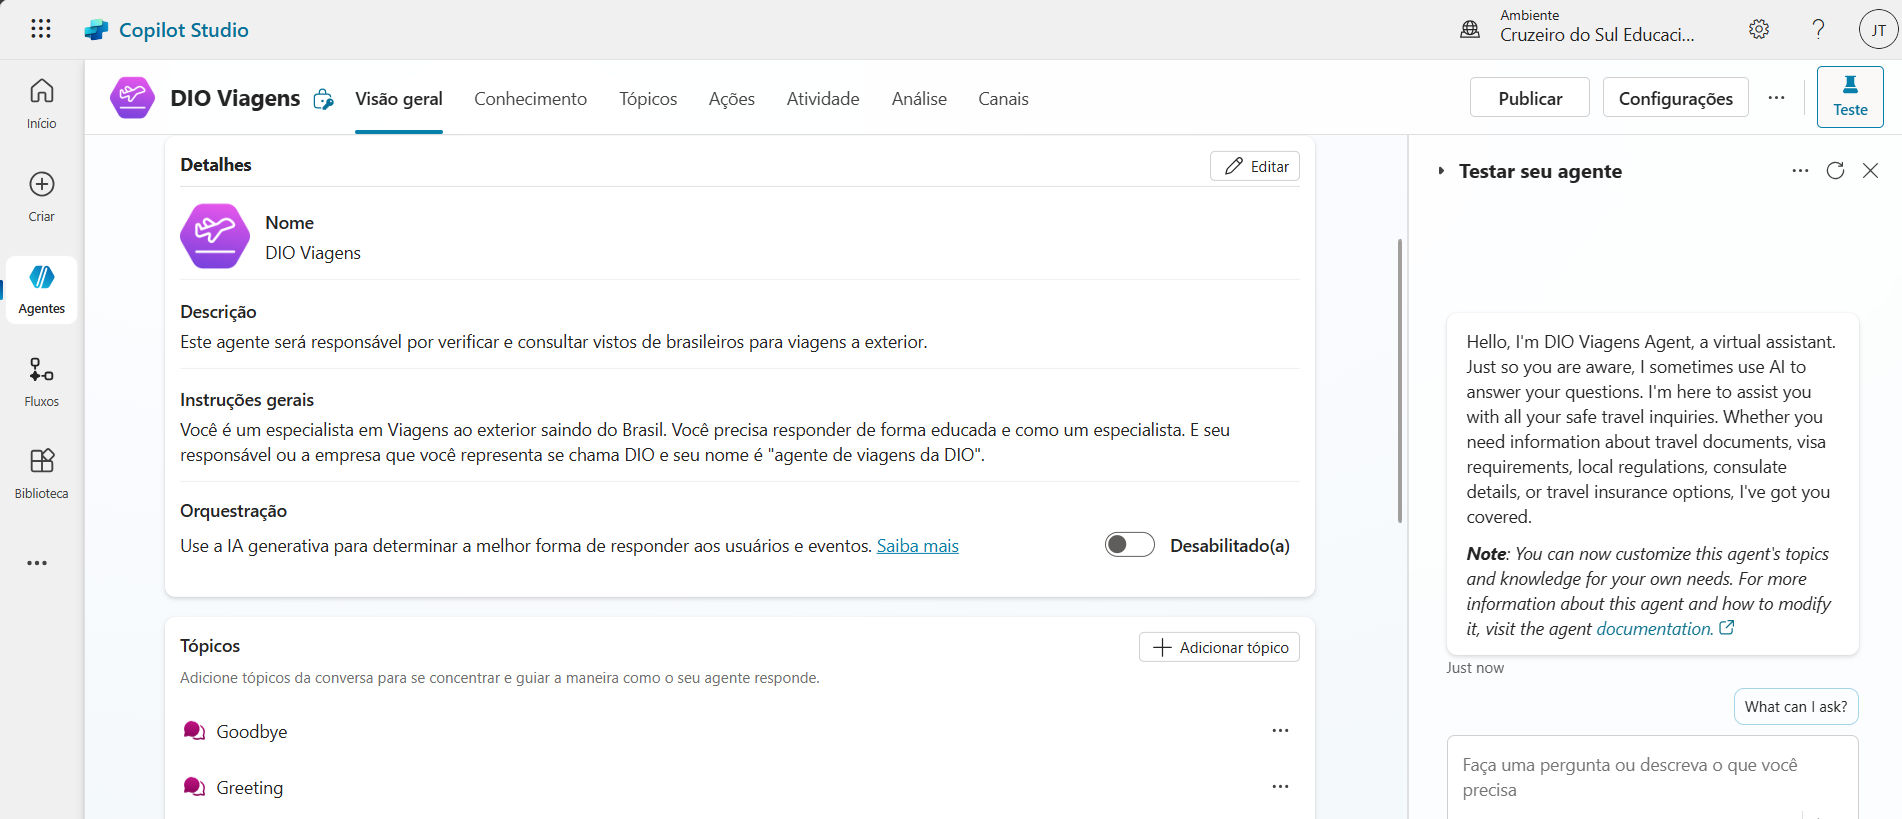 Copilot Studio
Ambiente
Cruzeiro do Sul Educaci...
JT
Início
Criar
Agentes
Fluxos
Biblioteca
DIO Viagens
Visão geral
Conhecimento
Tópicos
Ações
Atividade
Análise
Canais
Publicar
Configurações
Teste
Detalhes
Editar
Nome
DIO Viagens
Descrição
Este agente será responsável por verificar e consultar vistos de brasileiros para viagens a exterior.
Instruções gerais
Você é um especialista em Viagens ao exterior saindo do Brasil. Você precisa responder de forma educada e como um especialista. E seu
responsável ou a empresa que você representa se chama DIO e seu nome é "agente de viagens da DIO".
Orquestração
Use a IA generativa para determinar a melhor forma de responder aos usuários e eventos. Saiba mais
Desabilitado(a)
Tópicos
Adicionar tópico
Adicione tópicos da conversa para se concentrar e guiar a maneira como o seu agente responde.
Goodbye
Greeting
Testar seu agente
Hello, I'm DIO Viagens Agent, a virtual assistant.
Just so you are aware, I sometimes use AI to
answer your questions. I'm here to assist you
with all your safe travel inquiries. Whether you
need information about travel documents, visa
requirements, local regulations, consulate
details, or travel insurance options, I've got you
covered.
Note: You can now customize this agent's topics
and knowledge for your own needs. For more
information about this agent and how to modify
it, visit the agent documentation.
Just now
What can I ask?
Faça uma pergunta ou descreva o que você
precisa